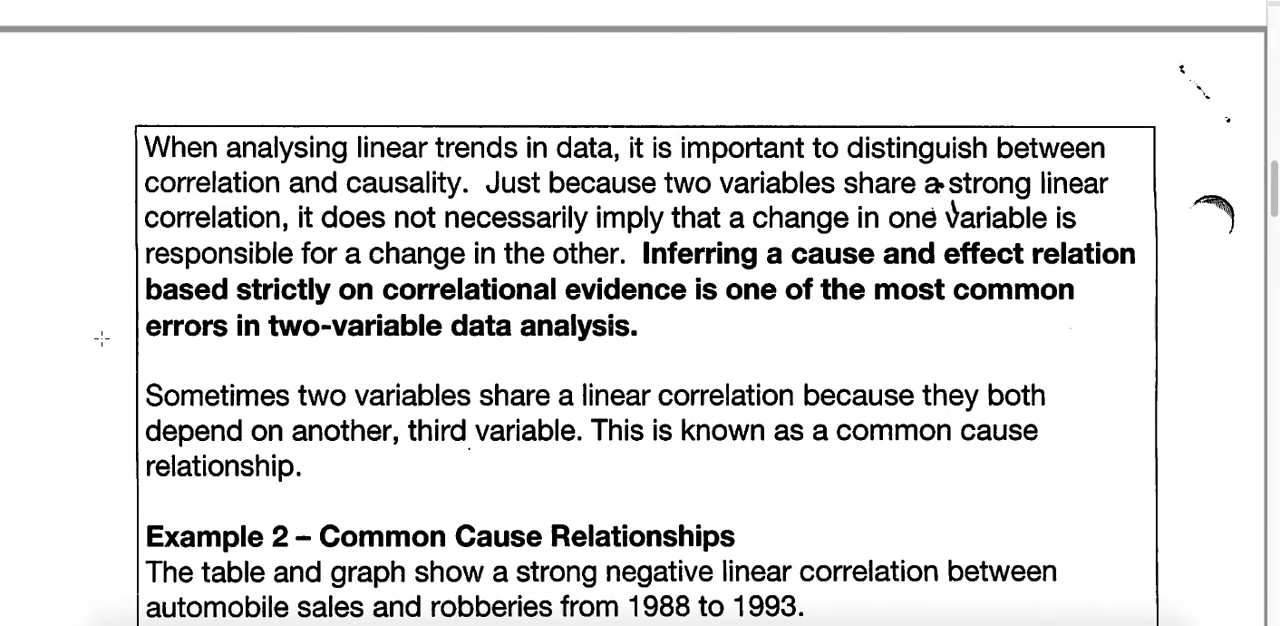 When analysing linear trends in data, it is important to distinguish between
correlation and causality. Just because two variables share a strong linear
correlation, it does not necessarily imply that a change in one variable is
responsible for a change in the other. Inferring a cause and effect relation
based strictly on correlational evidence is one of the most common
errors in two-variable data analysis.
Sometimes two variables share a linear correlation because they both
depend on another, third variable. This is known as a common cause
relationship.
Example 2 – Common Cause Relationships
The table and graph show a strong negative linear correlation between
automobile sales and robberies from 1988 to 1993.